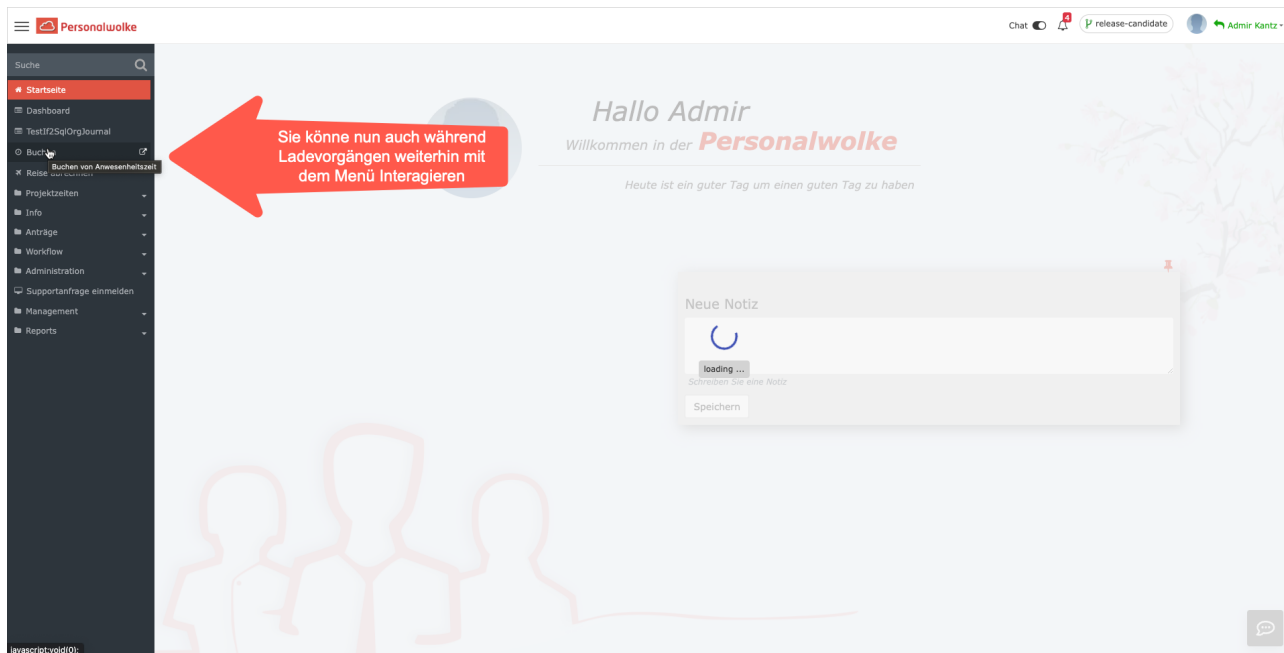 Personalwolke
Chat
4
release-candidate
Admir Kantz
Suche
Startseite
Dashboard
TestIf2SqlOrgJournal
Buchen
Buchen von Anwesenheitszeit
Reise abrechnen
Projektzeiten
Info
Anträge
Workflow
Administration
Supportanfrage einmelden
Management
Reports
Sie könne nun auch während
Ladevorgängen weiterhin mit
dem Menü Interagieren
Hallo Admir
Willkommen in der Personalwolke
Heute ist ein guter Tag um einen guten Tag zu haben
Neue Notiz
loading ...
Schreiben Sie eine Notiz
Speichern
javascript:void(0);